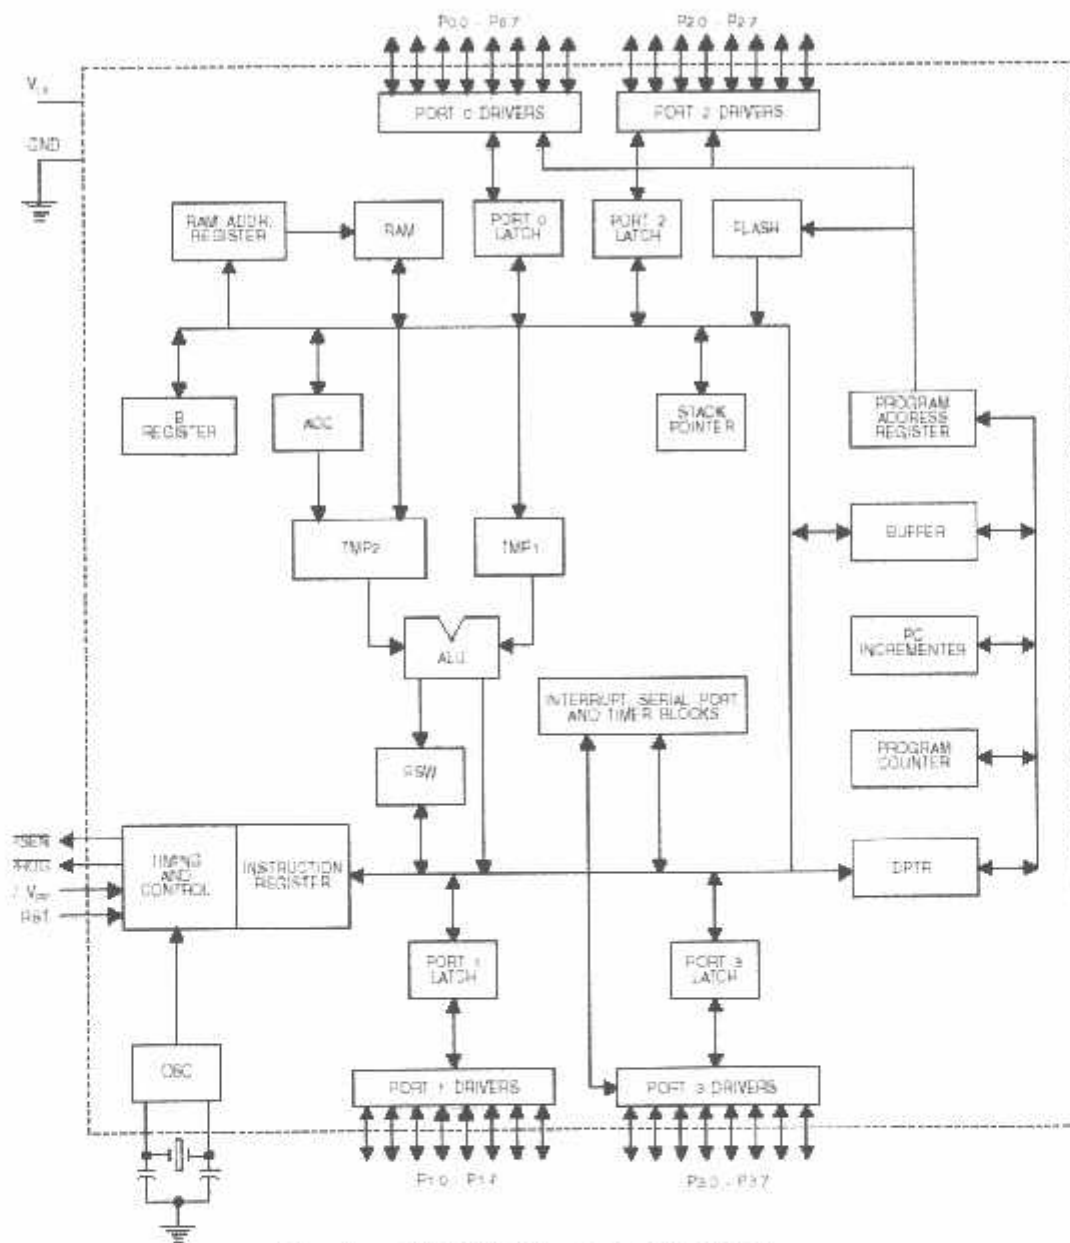 P0.0 - P0.7
P2.0 - P2.7
V
GND
PORT 0 DRIVERS
PORT 2 DRIVERS
RAM ADDR.
REGISTER
RAM
PORT 0
LATCH
PORT 2
LATCH
FLASH
B
REGISTER
ACC
STACK
POINTER
PROGRAM
ADDRESS
REGISTER
TMP2
TMP1
BUFFER
ALU
PC
INCREMENTER
INTERRUPT, SERIAL PORT,
AND TIMER BLOCKS
PSW
PROGRAM
COUNTER
PSEN
PROG
/ VPP
RST
TIMING
AND
CONTROL
INSTRUCTION
REGISTER
DPTR
PORT 1
LATCH
PORT 3
LATCH
OSC
PORT 1 DRIVERS
PORT 3 DRIVERS
P1.0 - P1.7
P3.0 - P3.7